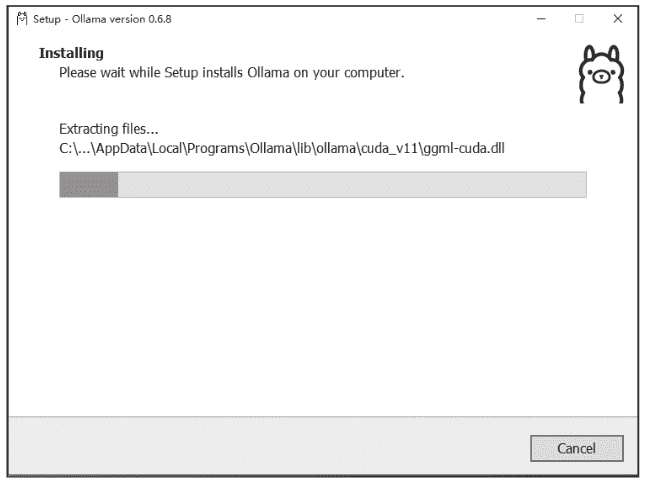 Setup - Ollama version 0.6.8
Installing
Please wait while Setup installs Ollama on your computer.
Extracting files...
C:\...\AppData\Local\Programs\Ollama\lib\ollama\cuda_v11\ggml-cuda.dll
Cancel